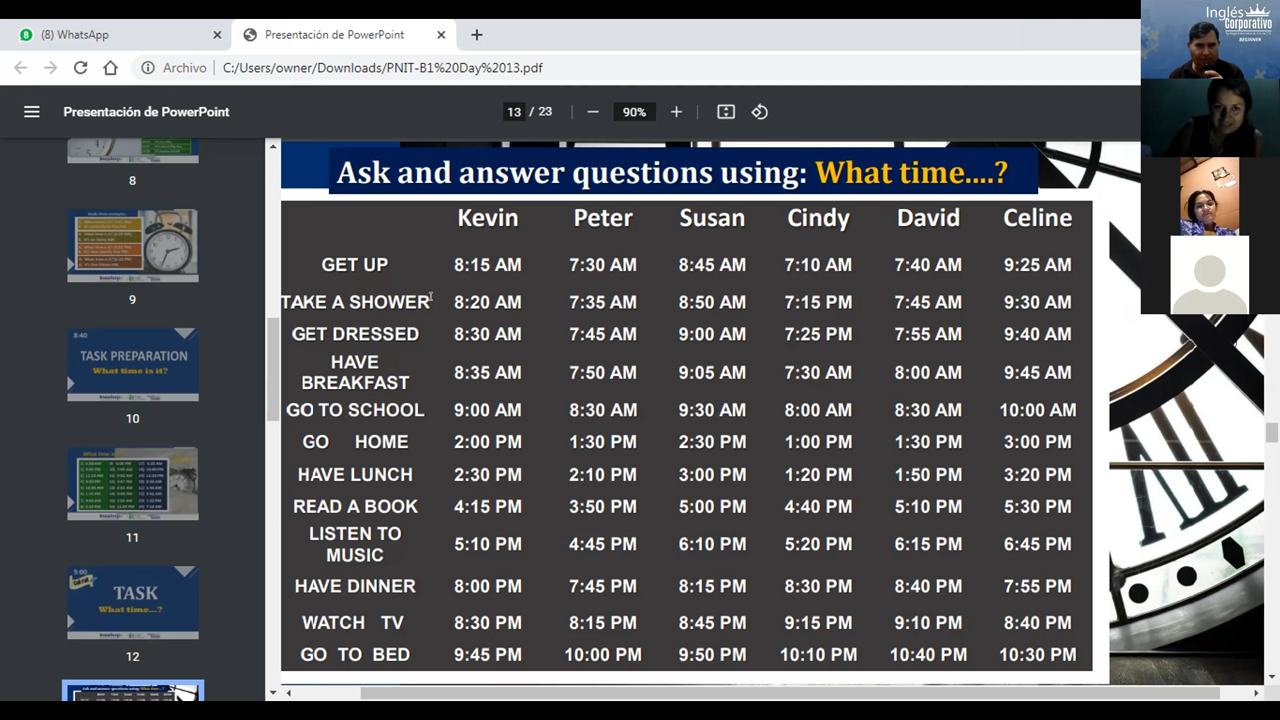 (8) WhatsApp
Presentación de PowerPoint
Archivo
C:/Users/owner/Downloads/PNIT-B1%20Day%2013.pdf
Presentación de PowerPoint
13 / 23
90%
Inglés
Corporativo
BEGINNER
8
9
8:40
TASK PREPARATION
What time is it?
10
11
9:00
TASK
What time...?
12
Ask and answer questions using: What time....?
Kevin Peter Susan Cindy David Celine
GET UP 8:15 AM 7:30 AM 8:45 AM 7:10 AM 7:40 AM 9:25 AM
TAKE A SHOWER 8:20 AM 7:35 AM 8:50 AM 7:15 PM 7:45 AM 9:30 AM
GET DRESSED 8:30 AM 7:45 AM 9:00 AM 7:25 PM 7:55 AM 9:40 AM
HAVE
BREAKFAST 8:35 AM 7:50 AM 9:05 AM 7:30 AM 8:00 AM 9:45 AM
GO TO SCHOOL 9:00 AM 8:30 AM 9:30 AM 8:00 AM 8:30 AM 10:00 AM
GO HOME 2:00 PM 1:30 PM 2:30 PM 1:00 PM 1:30 PM 3:00 PM
HAVE LUNCH 2:30 PM 2:10 PM 3:00 PM 1:20 PM 1:50 PM 3:20 PM
READ A BOOK 4:15 PM 3:50 PM 5:00 PM 4:40 PM 5:10 PM 5:30 PM
LISTEN TO
MUSIC 5:10 PM 4:45 PM 6:10 PM 5:20 PM 6:15 PM 6:45 PM
HAVE DINNER 8:00 PM 7:45 PM 8:15 PM 8:30 PM 8:40 PM 7:55 PM
WATCH TV 8:30 PM 8:15 PM 8:45 PM 9:15 PM 9:10 PM 8:40 PM
GO TO BED 9:45 PM 10:00 PM 9:50 PM 10:10 PM 10:40 PM 10:30 PM